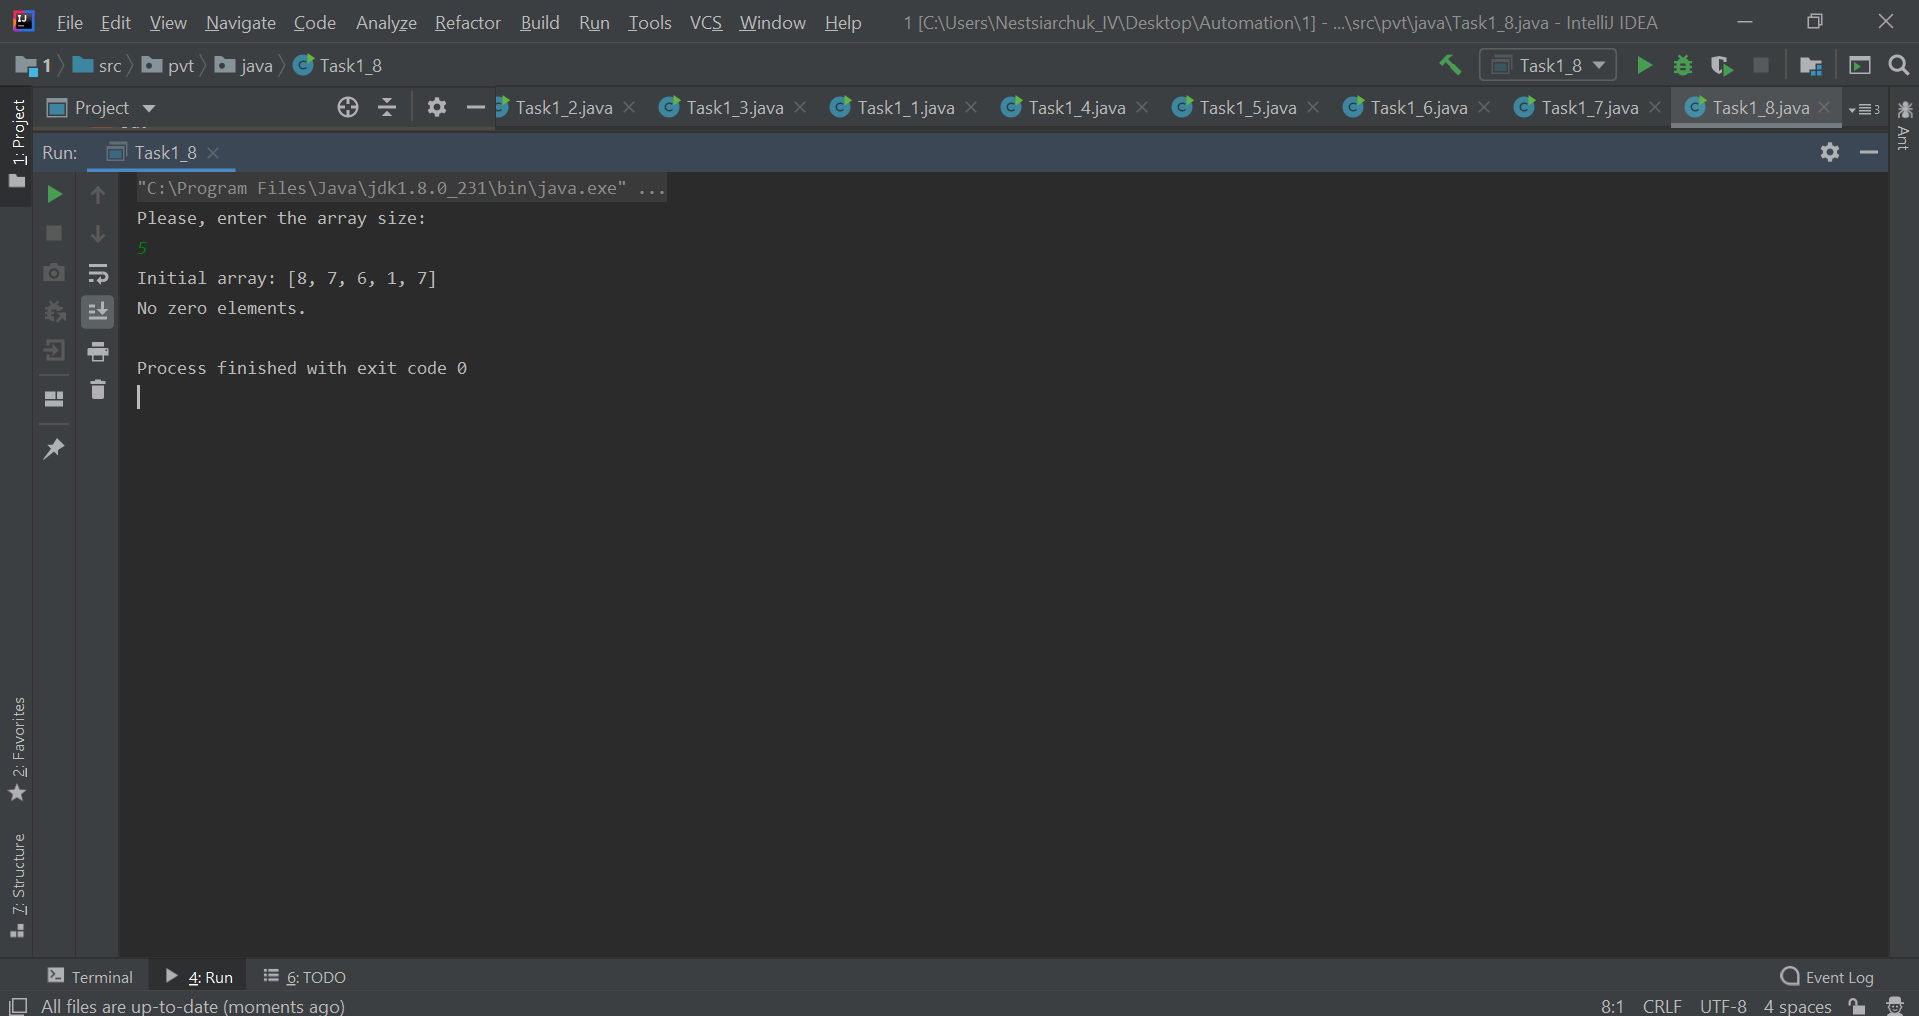 File Edit View Navigate Code Analyze Refactor Build Run Tools VCS Window Help 1 [C:\Users\Nestsiarchuk_IV\Desktop\Automation\1] - ...\src\pvt\java\Task1_8.java - IntelliJ IDEA
1 src pvt java Task1_8 Task1_8
Project Task1_2.java Task1_3.java Task1_1.java Task1_4.java Task1_5.java Task1_6.java Task1_7.java Task1_8.java 3
1: Project
Ant
Run: Task1_8
"C:\Program Files\Java\jdk1.8.0_231\bin\java.exe" ...
Please, enter the array size:
5
Initial array: [8, 7, 6, 1, 7]
No zero elements.
Process finished with exit code 0
2: Favorites
7: Structure
Terminal 4: Run 6: TODO Event Log
All files are up-to-date (moments ago) 8:1 CRLF UTF-8 4 spaces